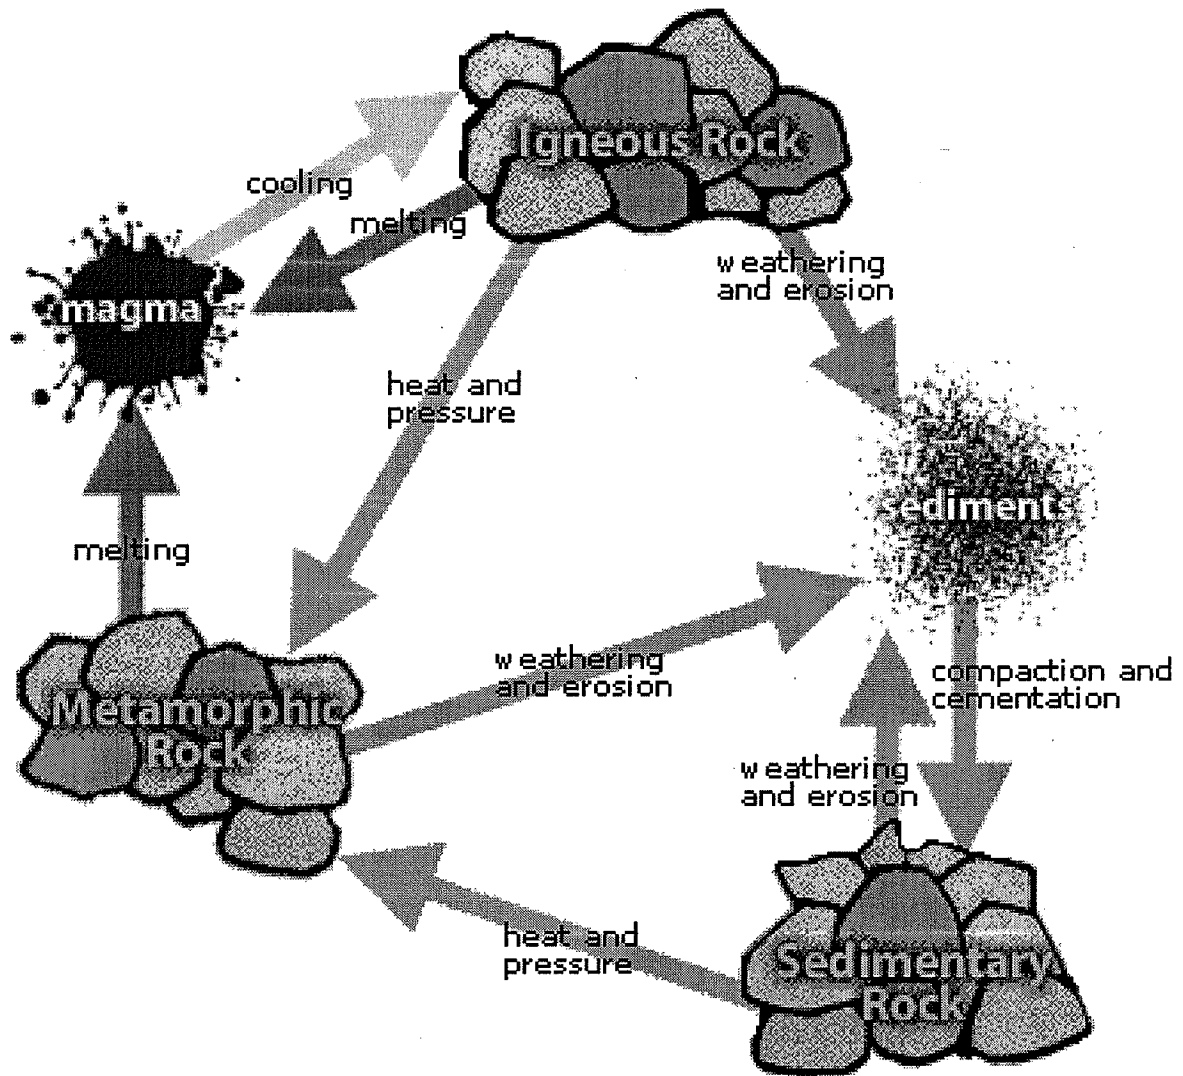 Igneous Rock
cooling
melting
weathering
and erosion
magma
heat and
pressure
sediments
melting
weathering
and erosion
compaction and
cementation
Metamorphic
Rock
weathering
and erosion
heat and
pressure
Sedimentary
Rock